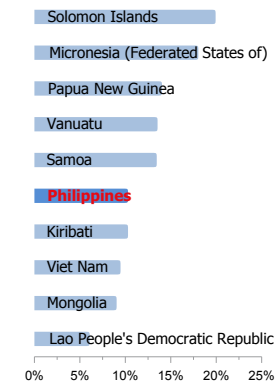 Solomon Islands
Micronesia (Federated States of)
Papua New Guinea
Vanuatu
Samoa
Philippines
Kiribati
Viet Nam
Mongolia
Lao People's Democratic Republic
0% 5% 10% 15% 20% 25%